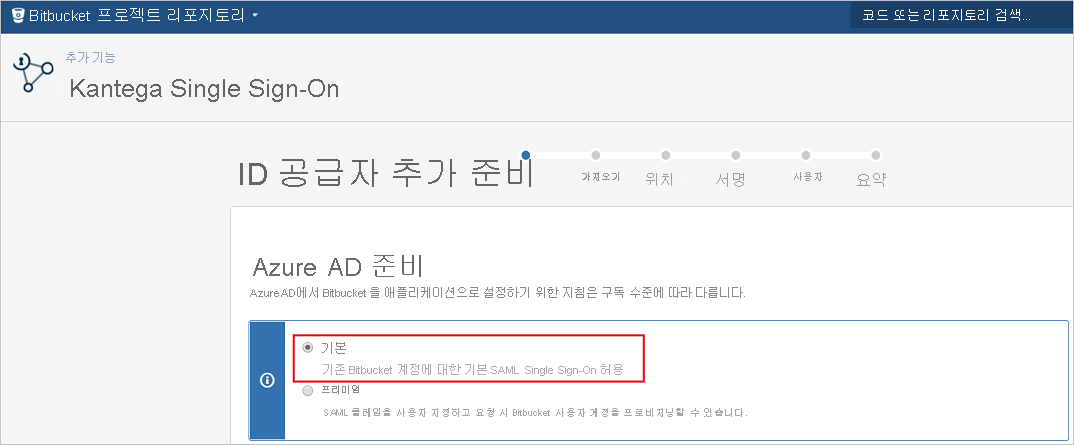 Bitbucket 프로젝트 리포지토리
코드 또는 리포지토리 검색...
추가 기능
Kantega Single Sign-On
ID 공급자 추가 준비
가져오기 위치 서명 사용자 요약
Azure AD 준비
Azure AD에서 Bitbucket 을 애플리케이션으로 설정하기 위한 지침은 구독 수준에 따라 다릅니다.
기본
기존 Bitbucket 계정에 대한 기본 SAML Single Sign-On 허용
프리미엄
SAML 클레임을 사용자 지정하고 요청 시 Bitbucket 사용자 계정을 프로비저닝할 수 있습니다.